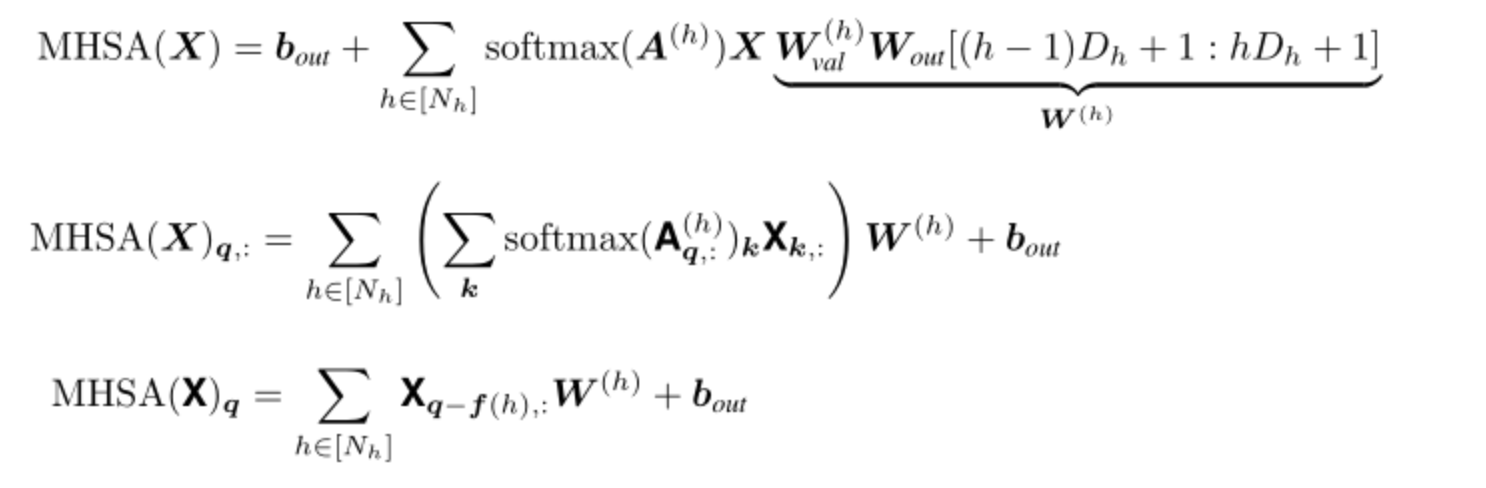 $\mathrm{MHSA}(\boldsymbol{X}) = \boldsymbol{b}_{out} + \sum_{h \in [N_h]} \mathrm{softmax}(\boldsymbol{A}^{(h)}) \boldsymbol{X} \underbrace{\boldsymbol{W}_{val}^{(h)} \boldsymbol{W}_{out}[(h-1)D_h + 1 : hD_h + 1]}_{\boldsymbol{W}^{(h)}}$
$\mathrm{MHSA}(\boldsymbol{X})_{\boldsymbol{q},:} = \sum_{h \in [N_h]} \left( \sum_{\boldsymbol{k}} \mathrm{softmax}(\mathbf{A}_{\boldsymbol{q},:}^{(h)})_{\boldsymbol{k}} \mathbf{X}_{\boldsymbol{k},:} \right) \boldsymbol{W}^{(h)} + \boldsymbol{b}_{out}$
$\mathrm{MHSA}(\mathbf{X})_{\boldsymbol{q}} = \sum_{h \in [N_h]} \mathbf{X}_{\boldsymbol{q}-\boldsymbol{f}(h),:} \boldsymbol{W}^{(h)} + \boldsymbol{b}_{out}$